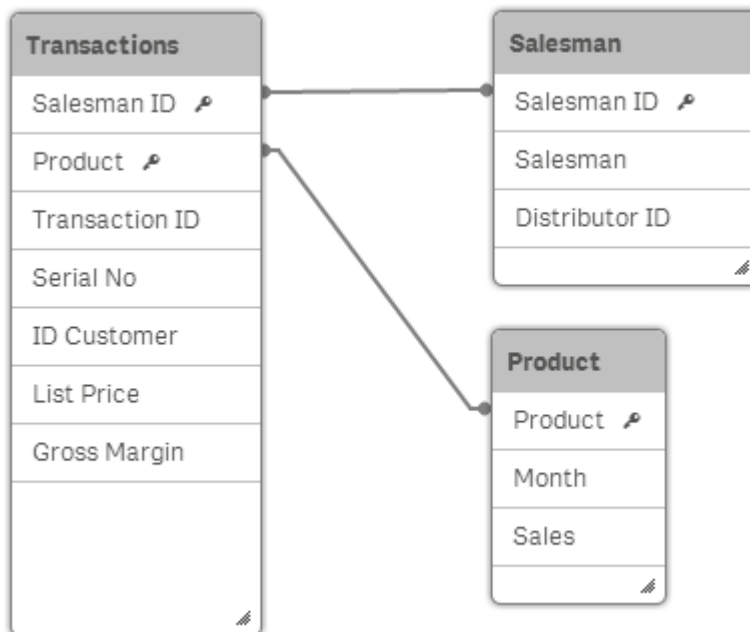 Transactions
Salesman ID
Product
Transaction ID
Serial No
ID Customer
List Price
Gross Margin
Salesman
Salesman ID
Salesman
Distributor ID
Product
Product
Month
Sales